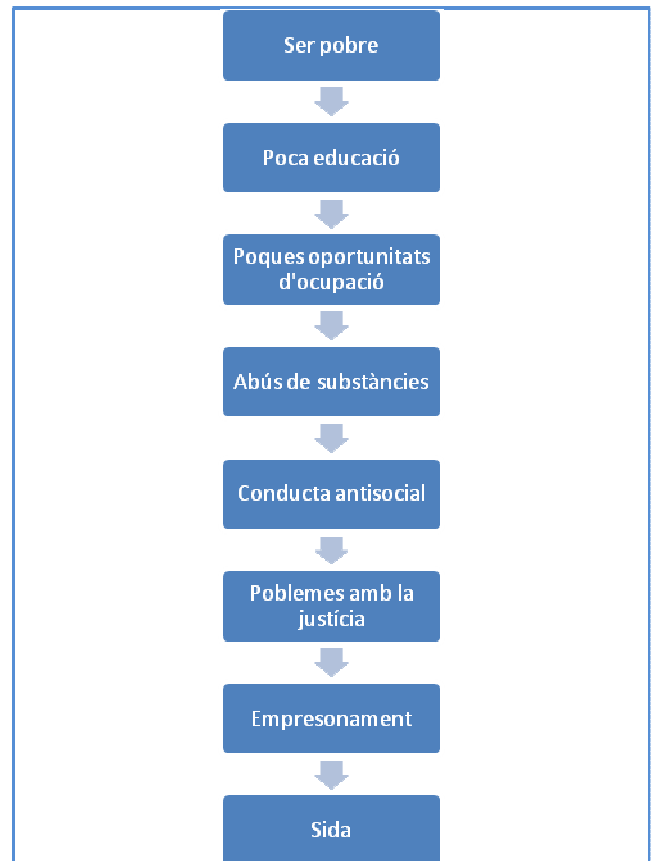 Ser pobre
Poca educació
Poques oportunitats
d'ocupació
Abús de substàncies
Conducta antisocial
Poblemes amb la
justícia
Empresonament
Sida